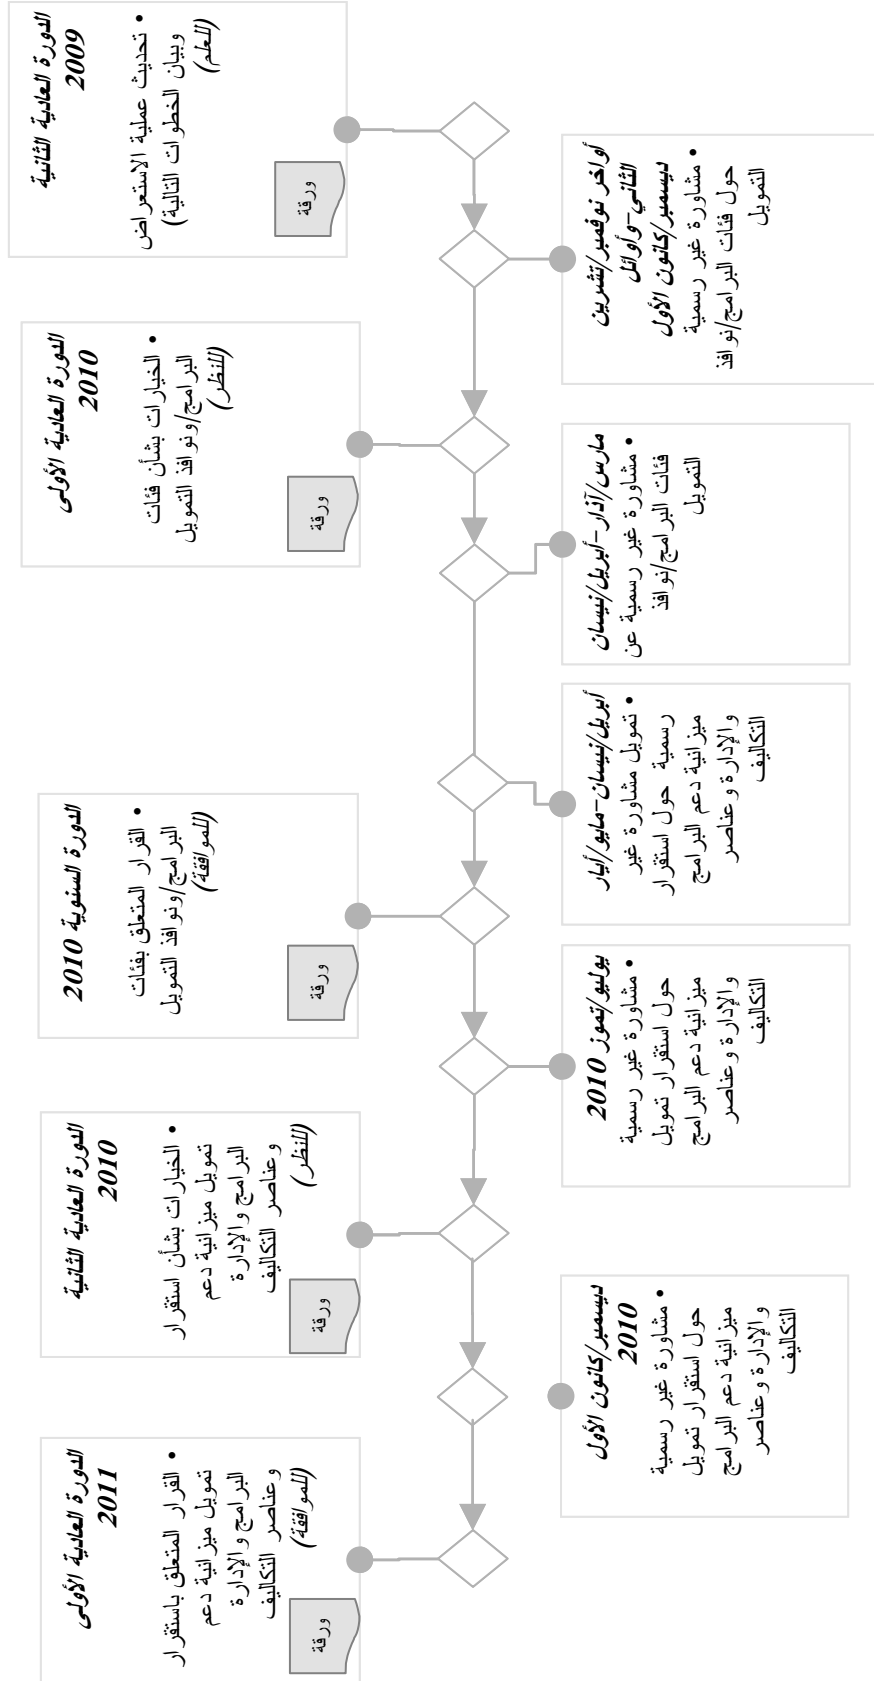 الدورة العادية الثانية
2009
• تحديث عملية الاستعراض
وبيان الخطوات التالية)
(للعلم)
ورقة
أواخر نوفمبر/تشرين
الثاني-وأوائل
ديسمبر/كانون الأول
• مشاورة غير رسمية
حول فئات البرامج/نوافذ
التمويل
الدورة العادية الأولى
2010
• الخيارات بشأن فئات
البرامج/ونوافذ التمويل
(للنظر)
ورقة
مارس/آذار-أبريل/نيسان
• مشاورة غير رسمية عن
فئات البرامج/نوافذ
التمويل
أبريل/نيسان-مايو/أيار
• تمويل مشاورة غير
رسمية حول استقرار
ميزانية دعم البرامج
والإدارة وعناصر
التكاليف
الدورة السنوية 2010
• القرار المتعلق بفئات
البرامج/ونوافذ التمويل
(للموافقة)
ورقة
يوليو/تموز 2010
• مشاورة غير رسمية
حول استقرار تمويل
ميزانية دعم البرامج
والإدارة وعناصر
التكاليف
الدورة العادية الثانية
2010
• الخيارات بشأن استقرار
تمويل ميزانية دعم
البرامج والإدارة
وعناصر التكاليف
(للنظر)
ورقة
ديسمبر/كانون الأول
2010
• مشاورة غير رسمية
حول استقرار تمويل
ميزانية دعم البرامج
والإدارة وعناصر
التكاليف
الدورة العادية الأولى
2011
• القرار المتعلق باستقرار
تمويل ميزانية دعم
البرامج والإدارة
وعناصر التكاليف
(للموافقة)
ورقة